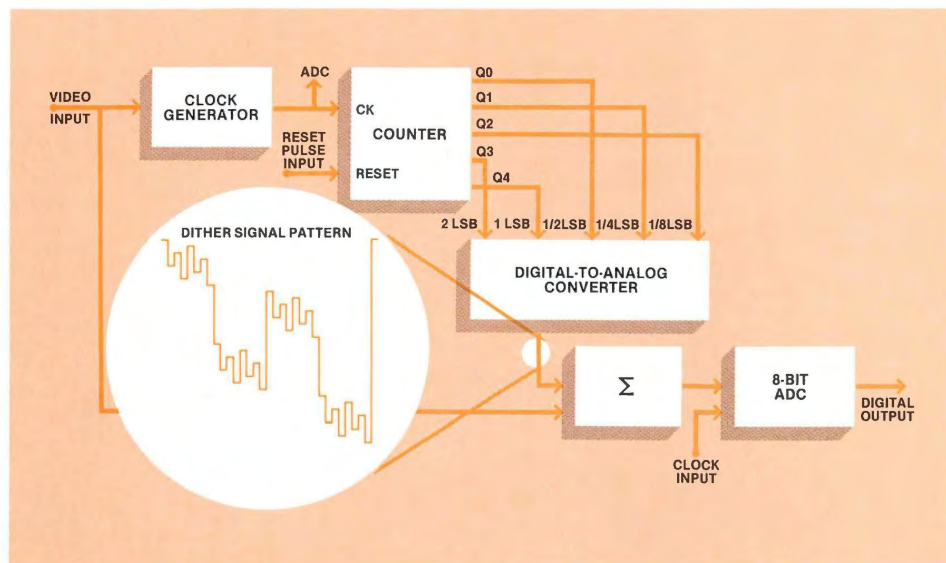 VIDEO
INPUT
CLOCK
GENERATOR
ADC
RESET
PULSE
INPUT
CK
COUNTER
RESET
Q0
Q1
Q2
Q3
Q4
2 LSB
1 LSB
1/2LSB
1/4LSB
1/8LSB
DIGITAL-TO-ANALOG
CONVERTER
DITHER SIGNAL PATTERN
Σ
8-BIT
ADC
DIGITAL
OUTPUT
CLOCK
INPUT